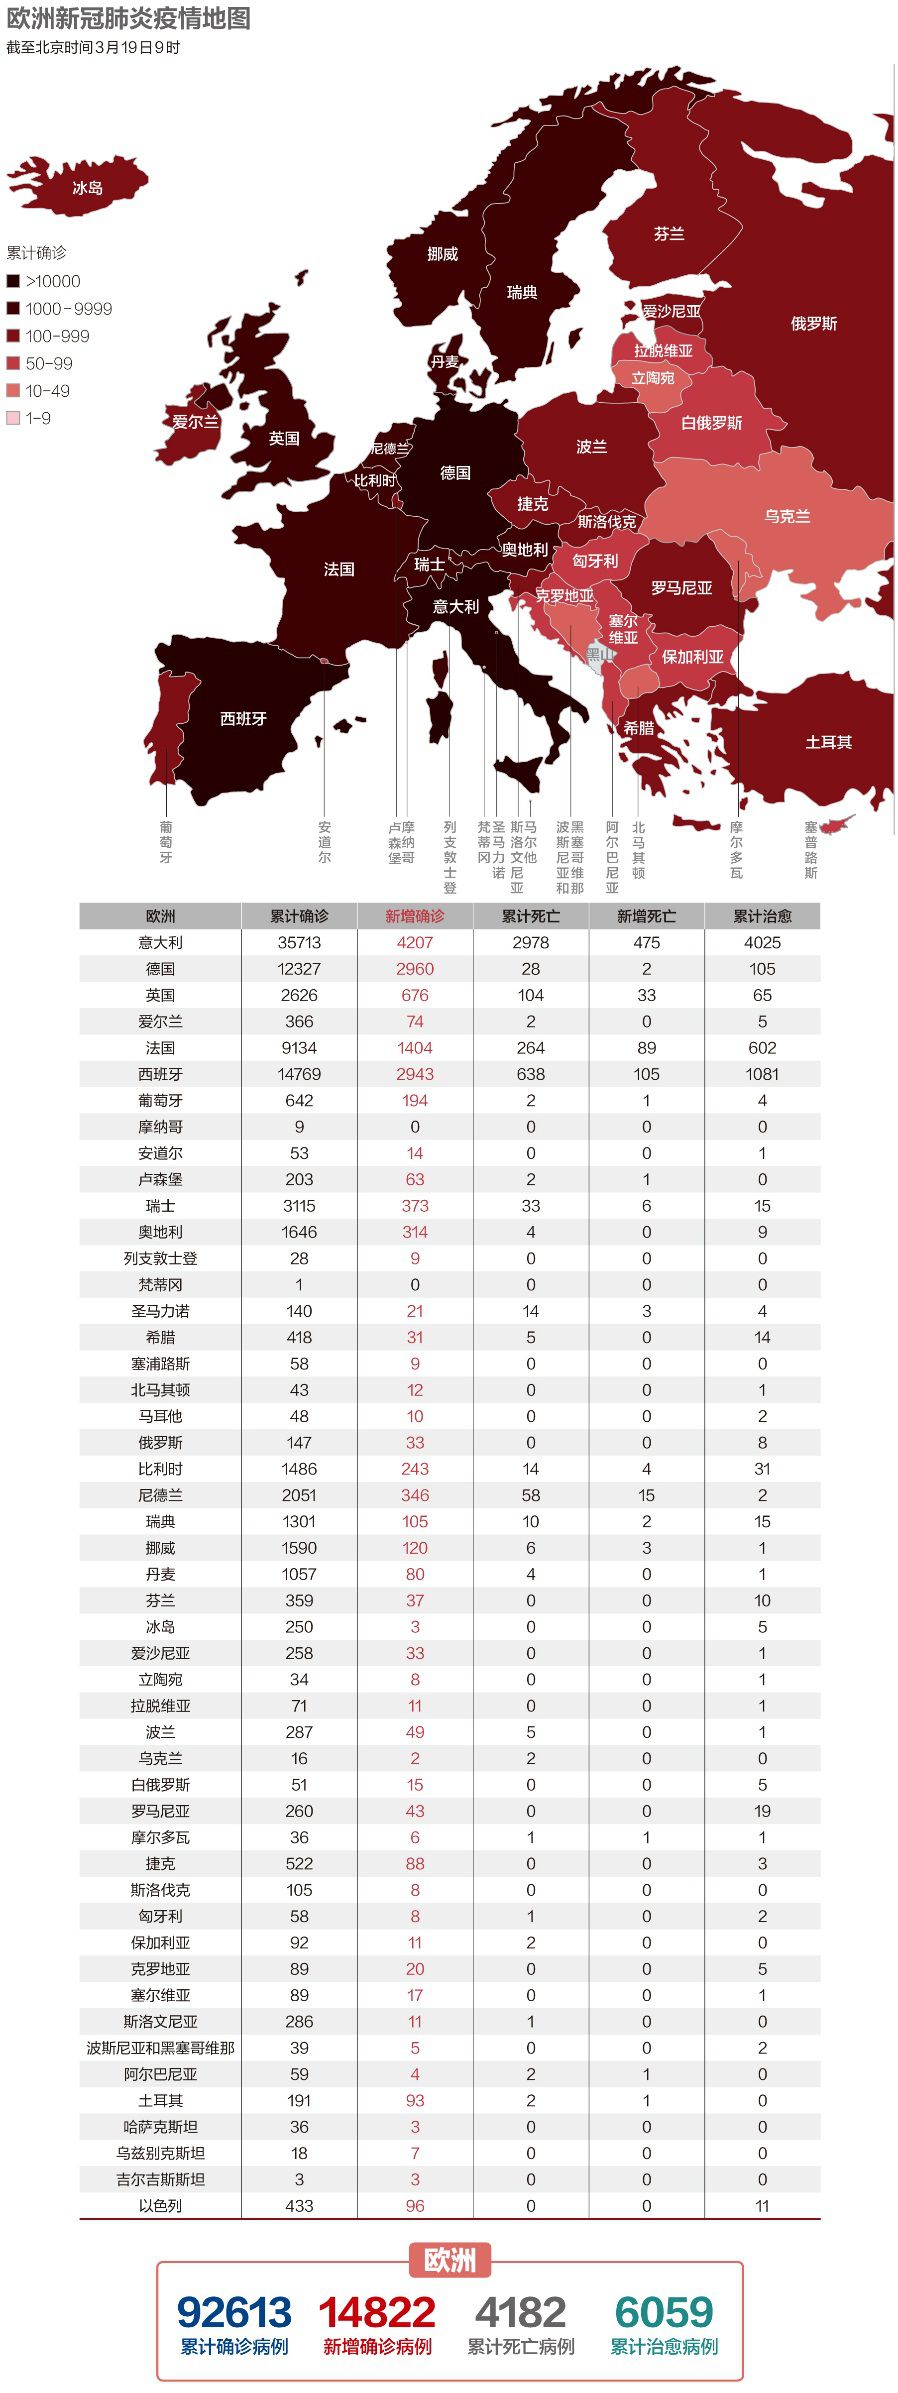 欧洲新冠肺炎疫情地图
截至北京时间3月19日9时
冰岛
累计确诊
>10000
1000-9999
100-999
50-99
10-49
1-9
挪威
瑞典
芬兰
俄罗斯
爱沙尼亚
拉脱维亚
立陶宛
白俄罗斯
丹麦
爱尔兰
英国
尼德兰
比利时
德国
波兰
捷克
斯洛伐克
乌克兰
奥地利
匈牙利
法国
瑞士
罗马尼亚
意大利
克罗地亚
塞尔
维亚
黑山
保加利亚
西班牙
希腊
土耳其
葡萄牙
安道尔
卢森堡
摩纳哥
列支敦士登
梵蒂冈
圣马力诺
斯洛文尼亚
马尔他
波斯尼亚和
黑塞哥维那
阿尔巴尼亚
北马其顿
摩尔多瓦
塞普路斯
欧洲 累计确诊 新增确诊 累计死亡 新增死亡 累计治愈
意大利 35713 4207 2978 475 4025
德国 12327 2960 28 2 105
英国 2626 676 104 33 65
爱尔兰 366 74 2 0 5
法国 9134 1404 264 89 602
西班牙 14769 2943 638 105 1081
葡萄牙 642 194 2 1 4
摩纳哥 9 0 0 0 0
安道尔 53 14 0 0 1
卢森堡 203 63 2 1 0
瑞士 3115 373 33 6 15
奥地利 1646 314 4 0 9
列支敦士登 28 9 0 0 0
梵蒂冈 1 0 0 0 0
圣马力诺 140 21 14 3 4
希腊 418 31 5 0 14
塞浦路斯 58 9 0 0 0
北马其顿 43 12 0 0 1
马耳他 48 10 0 0 2
俄罗斯 147 33 0 0 8
比利时 1486 243 14 4 31
尼德兰 2051 346 58 15 2
瑞典 1301 105 10 2 15
挪威 1590 120 6 3 1
丹麦 1057 80 4 0 1
芬兰 359 37 0 0 10
冰岛 250 3 0 0 5
爱沙尼亚 258 33 0 0 1
立陶宛 34 8 0 0 1
拉脱维亚 71 11 0 0 1
波兰 287 49 5 0 1
乌克兰 16 2 2 0 0
白俄罗斯 51 15 0 0 5
罗马尼亚 260 43 0 0 19
摩尔多瓦 36 6 1 1 1
捷克 522 88 0 0 3
斯洛伐克 105 8 0 0 0
匈牙利 58 8 1 0 2
保加利亚 92 11 2 0 0
克罗地亚 89 20 0 0 5
塞尔维亚 89 17 0 0 1
斯洛文尼亚 286 11 1 0 0
波斯尼亚和黑塞哥维那 39 5 0 0 2
阿尔巴尼亚 59 4 2 1 0
土耳其 191 93 2 1 0
哈萨克斯坦 36 3 0 0 0
乌兹别克斯坦 18 7 0 0 0
吉尔吉斯斯坦 3 3 0 0 0
以色列 433 96 0 0 11
欧洲
92613 14822 4182 6059
累计确诊病例 新增确诊病例 累计死亡病例 累计治愈病例